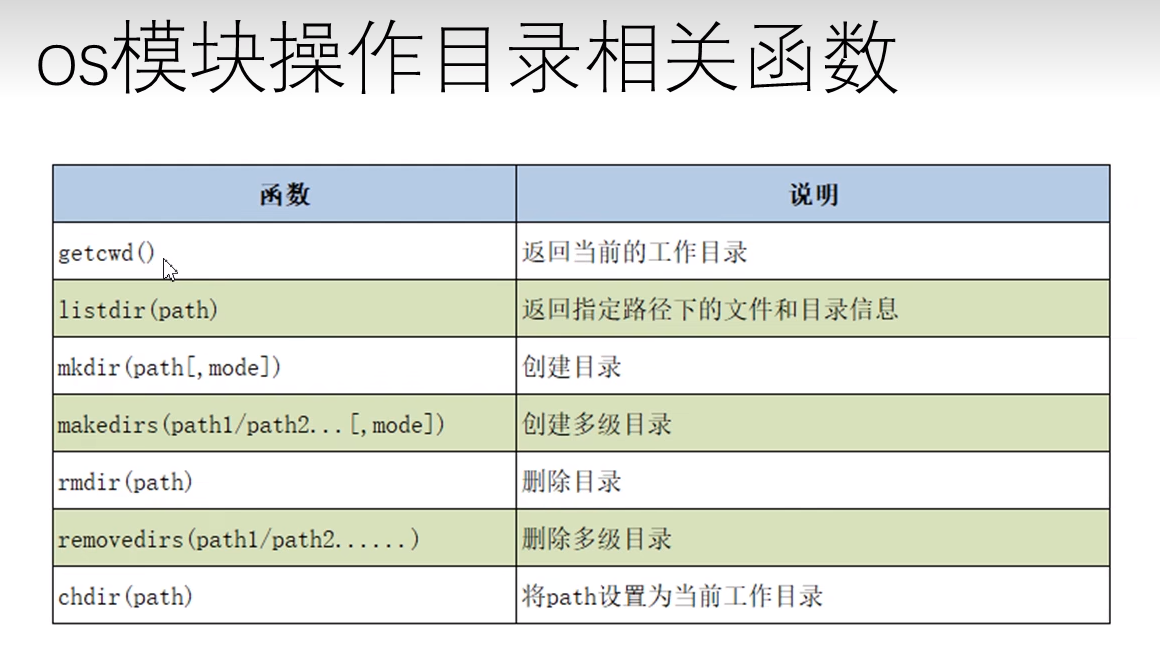 os模块操作目录相关函数
函数 说明
getcwd() 返回当前的工作目录
listdir(path) 返回指定路径下的文件和目录信息
mkdir(path[,mode]) 创建目录
makedirs(path1/path2...[,mode]) 创建多级目录
rmdir(path) 删除目录
removedirs(path1/path2......) 删除多级目录
chdir(path) 将path设置为当前工作目录